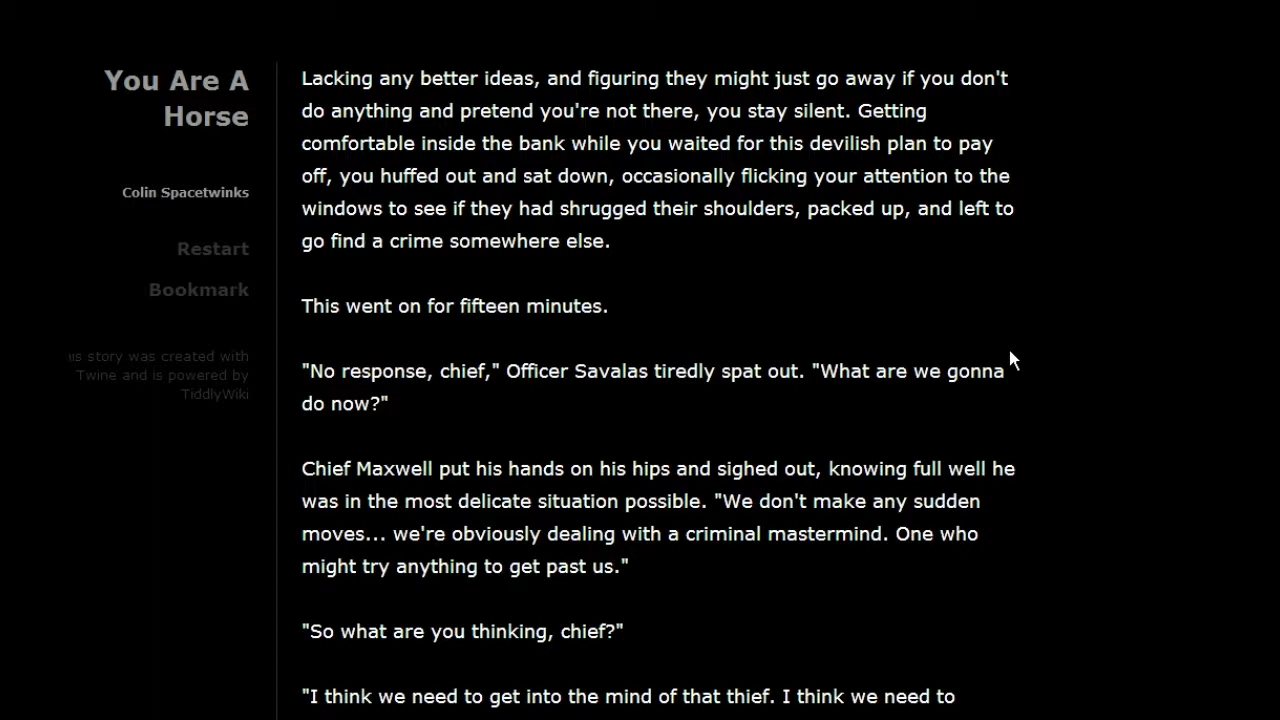 You Are A
Horse
Colin Spacetwinks
Restart
Bookmark
is story was created with
Twine and is powered by
TiddlyWiki
Lacking any better ideas, and figuring they might just go away if you don't
do anything and pretend you're not there, you stay silent. Getting
comfortable inside the bank while you waited for this devilish plan to pay
off, you huffed out and sat down, occasionally flicking your attention to the
windows to see if they had shrugged their shoulders, packed up, and left to
go find a crime somewhere else.
This went on for fifteen minutes.
"No response, chief," Officer Savalas tiredly spat out. "What are we gonna
do now?"
Chief Maxwell put his hands on his hips and sighed out, knowing full well he
was in the most delicate situation possible. "We don't make any sudden
moves... we're obviously dealing with a criminal mastermind. One who
might try anything to get past us."
"So what are you thinking, chief?"
"I think we need to get into the mind of that thief. I think we need to